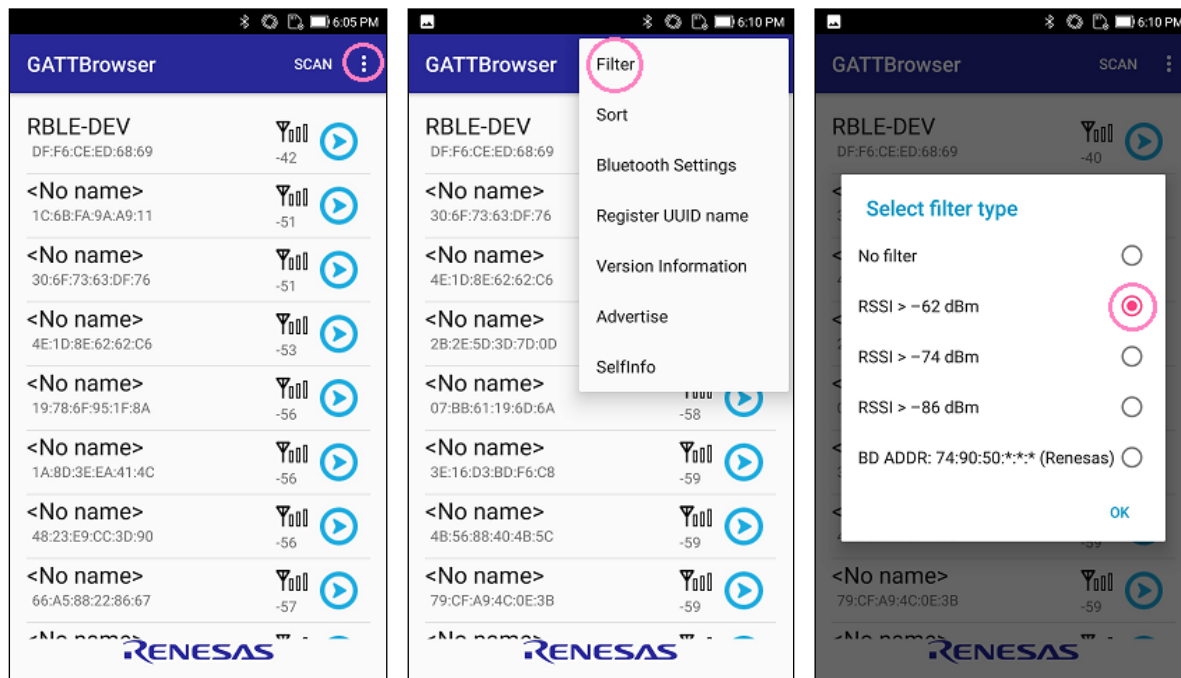 6:05 PM
GATTBrowser SCAN
RBLE-DEV
DF:F6:CE:ED:68:69 -42
<No name>
1C:6B:FA:9A:A9:11 -51
<No name>
30:6F:73:63:DF:76 -51
<No name>
4E:1D:8E:62:62:C6 -53
<No name>
19:78:6F:95:1F:8A -56
<No name>
1A:8D:3E:EA:41:4C -56
<No name>
48:23:E9:CC:3D:90 -56
<No name>
66:A5:88:22:86:67 -57
<No name>
RENESAS
6:10 PM
GATTBrowser
Filter
Sort
Bluetooth Settings
Register UUID name
Version Information
Advertise
SelfInfo
RBLE-DEV
DF:F6:CE:ED:68:69
<No name>
30:6F:73:63:DF:76
<No name>
4E:1D:8E:62:62:C6
<No name>
2B:2E:5D:3D:7D:0D
<No name>
07:BB:61:19:6D:6A -58
<No name>
3E:16:D3:BD:F6:C8 -59
<No name>
4B:56:88:40:4B:5C -59
<No name>
79:CF:A9:4C:0E:3B -59
<No name>
RENESAS
6:10 PM
GATTBrowser SCAN
RBLE-DEV
DF:F6:CE:ED:68:69 -40
Select filter type
No filter
RSSI > −62 dBm
RSSI > −74 dBm
RSSI > −86 dBm
BD ADDR: 74:90:50:*:*:* (Renesas)
OK
-59
<No name>
79:CF:A9:4C:0E:3B -59
<No name>
RENESAS